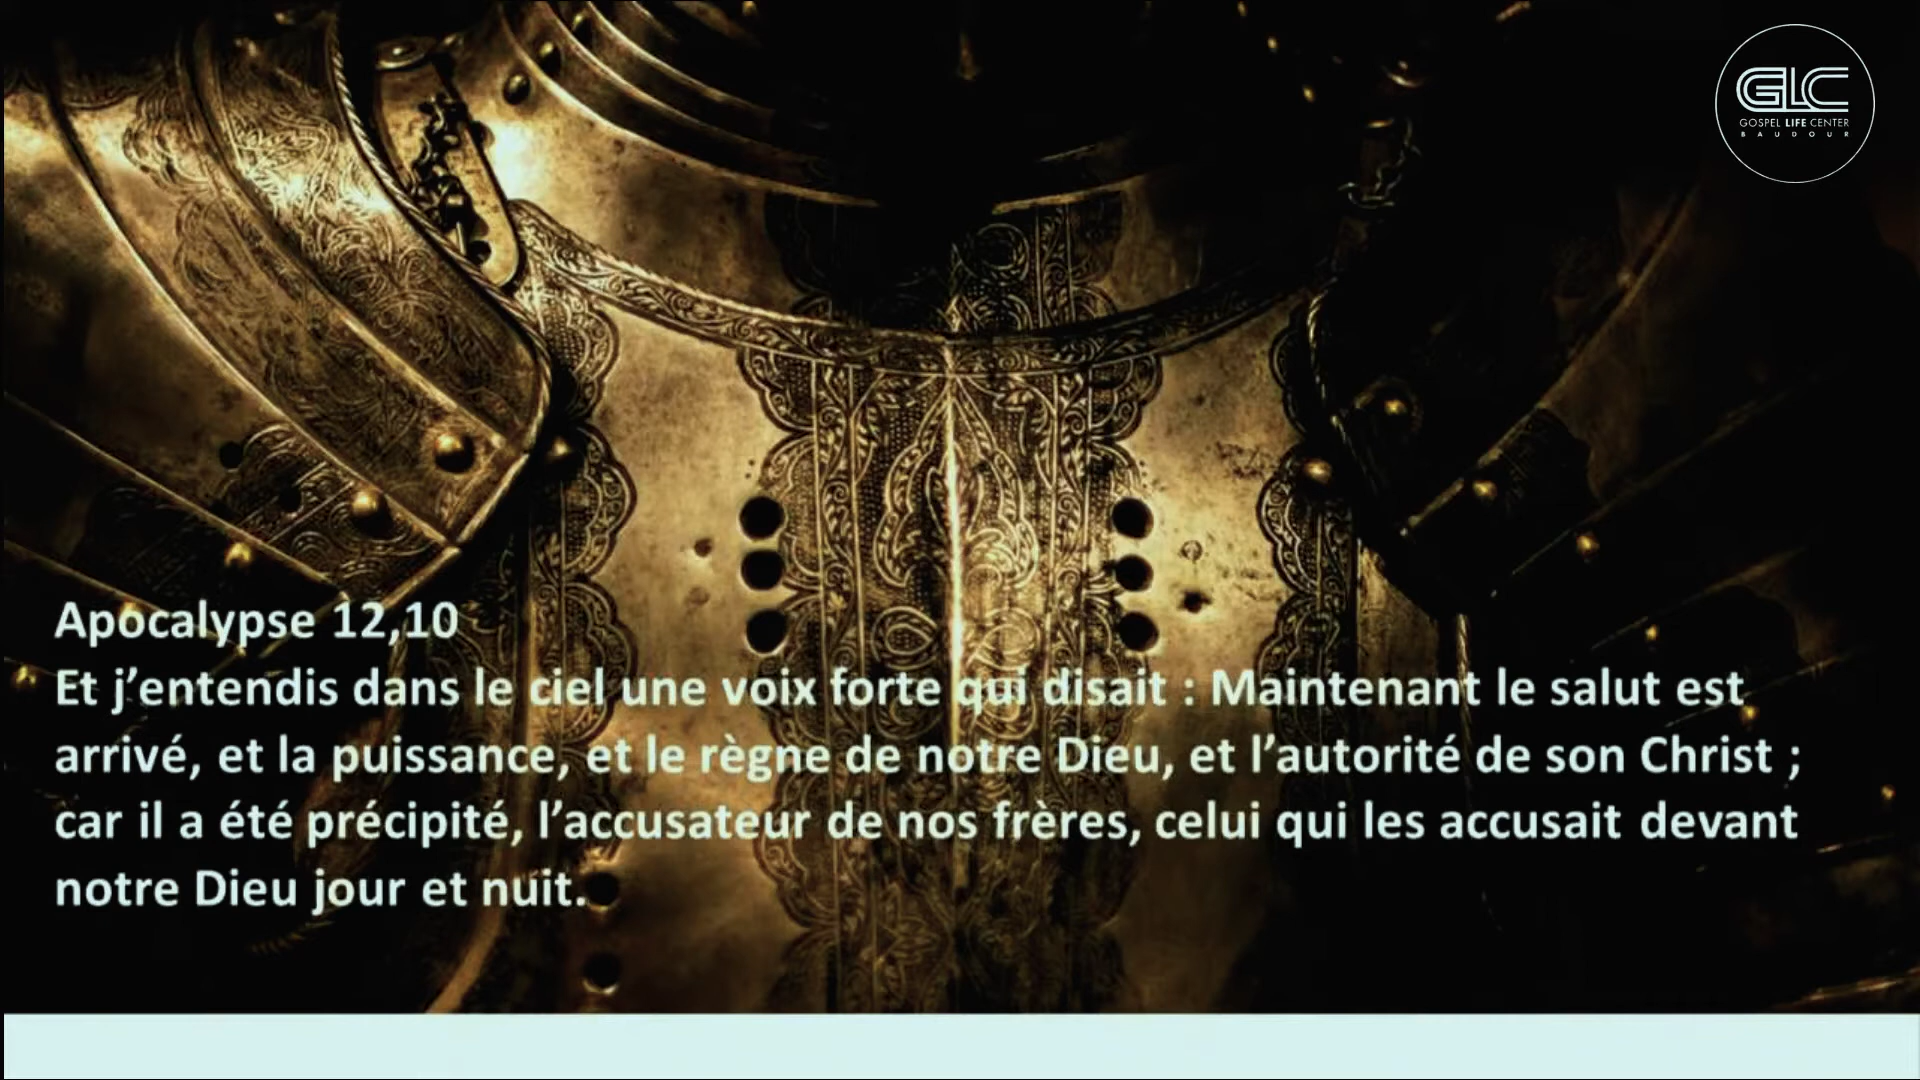 GLC
GOSPEL LIFE CENTER
BAUDOUR
Apocalypse 12,10
Et j’entendis dans le ciel une voix forte qui disait : Maintenant le salut est
arrivé, et la puissance, et le règne de notre Dieu, et l’autorité de son Christ ;
car il a été précipité, l’accusateur de nos frères, celui qui les accusait devant
notre Dieu jour et nuit.